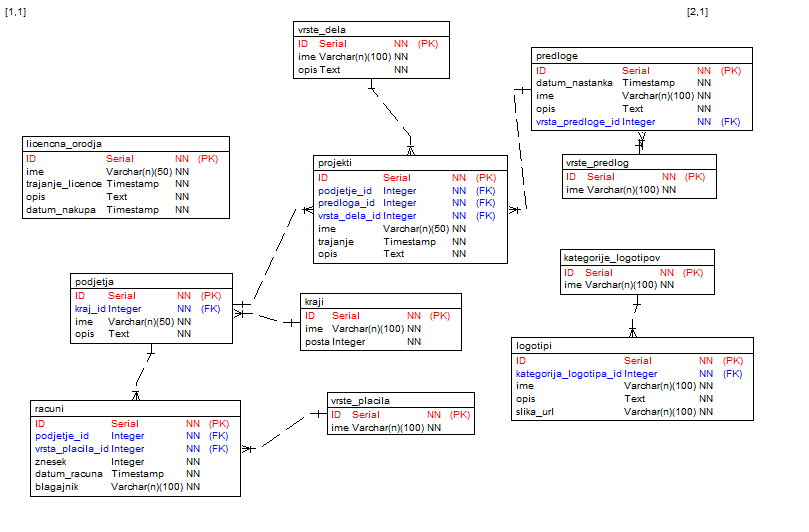 [1,1]
[2,1]
vrste_dela
ID Serial NN (PK)
ime Varchar(n)(100) NN
opis Text NN
predloge
ID Serial NN (PK)
datum_nastanka Timestamp NN
ime Varchar(n)(100) NN
opis Text NN
vrsta_predloge_id Integer NN (FK)
licencna_orodja
ID Serial NN (PK)
ime Varchar(n)(50) NN
trajanje_licence Timestamp NN
opis Text NN
datum_nakupa Timestamp NN
projekti
ID Serial NN (PK)
podjetje_id Integer NN (FK)
predloga_id Integer NN (FK)
vrsta_dela_id Integer NN (FK)
ime Varchar(n)(50) NN
trajanje Timestamp NN
opis Text NN
vrste_predlog
ID Serial NN (PK)
ime Varchar(n)(100) NN
kategorije_logotipov
ID Serial NN (PK)
ime Varchar(n)(100) NN
podjetja
ID Serial NN (PK)
kraj_id Integer NN (FK)
ime Varchar(n)(50) NN
opis Text NN
kraji
ID Serial NN (PK)
ime Varchar(n)(100) NN
posta Integer NN
logotipi
ID Serial NN (PK)
kategorija_logotipa_id Integer NN (FK)
ime Varchar(n)(100) NN
opis Text NN
slika_url Varchar(n)(100) NN
racuni
ID Serial NN (PK)
podjetje_id Integer NN (FK)
vrsta_placila_id Integer NN (FK)
znesek Integer NN
datum_racuna Timestamp NN
blagajnik Varchar(n)(100) NN
vrste_placila
ID Serial NN (PK)
ime Varchar(n)(100) NN